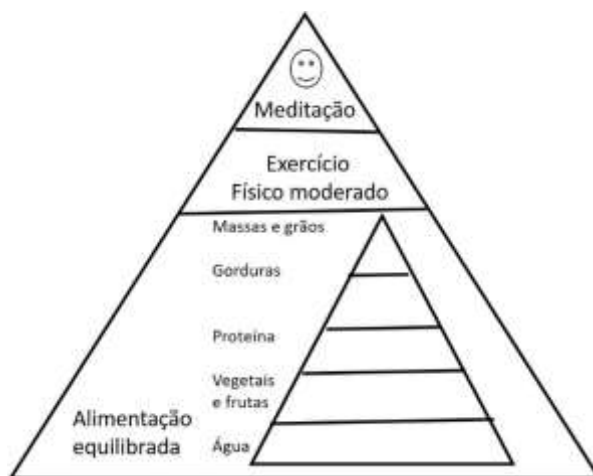 Meditação
Exercício
Físico moderado
Massas e grãos
Gorduras
Proteína
Vegetais
e frutas
Alimentação
equilibrada
Água